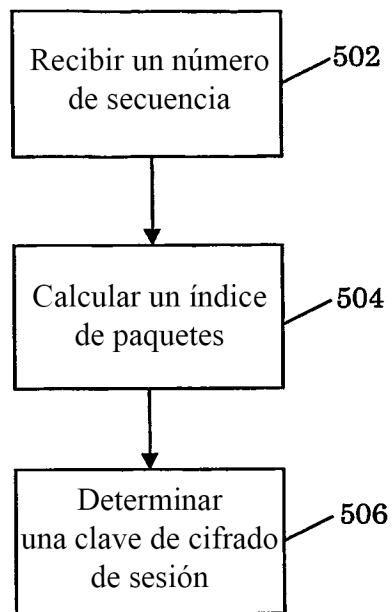 Recibir un número
de secuencia
502
Calcular un índice
de paquetes
504
Determinar
una clave de cifrado
de sesión
506